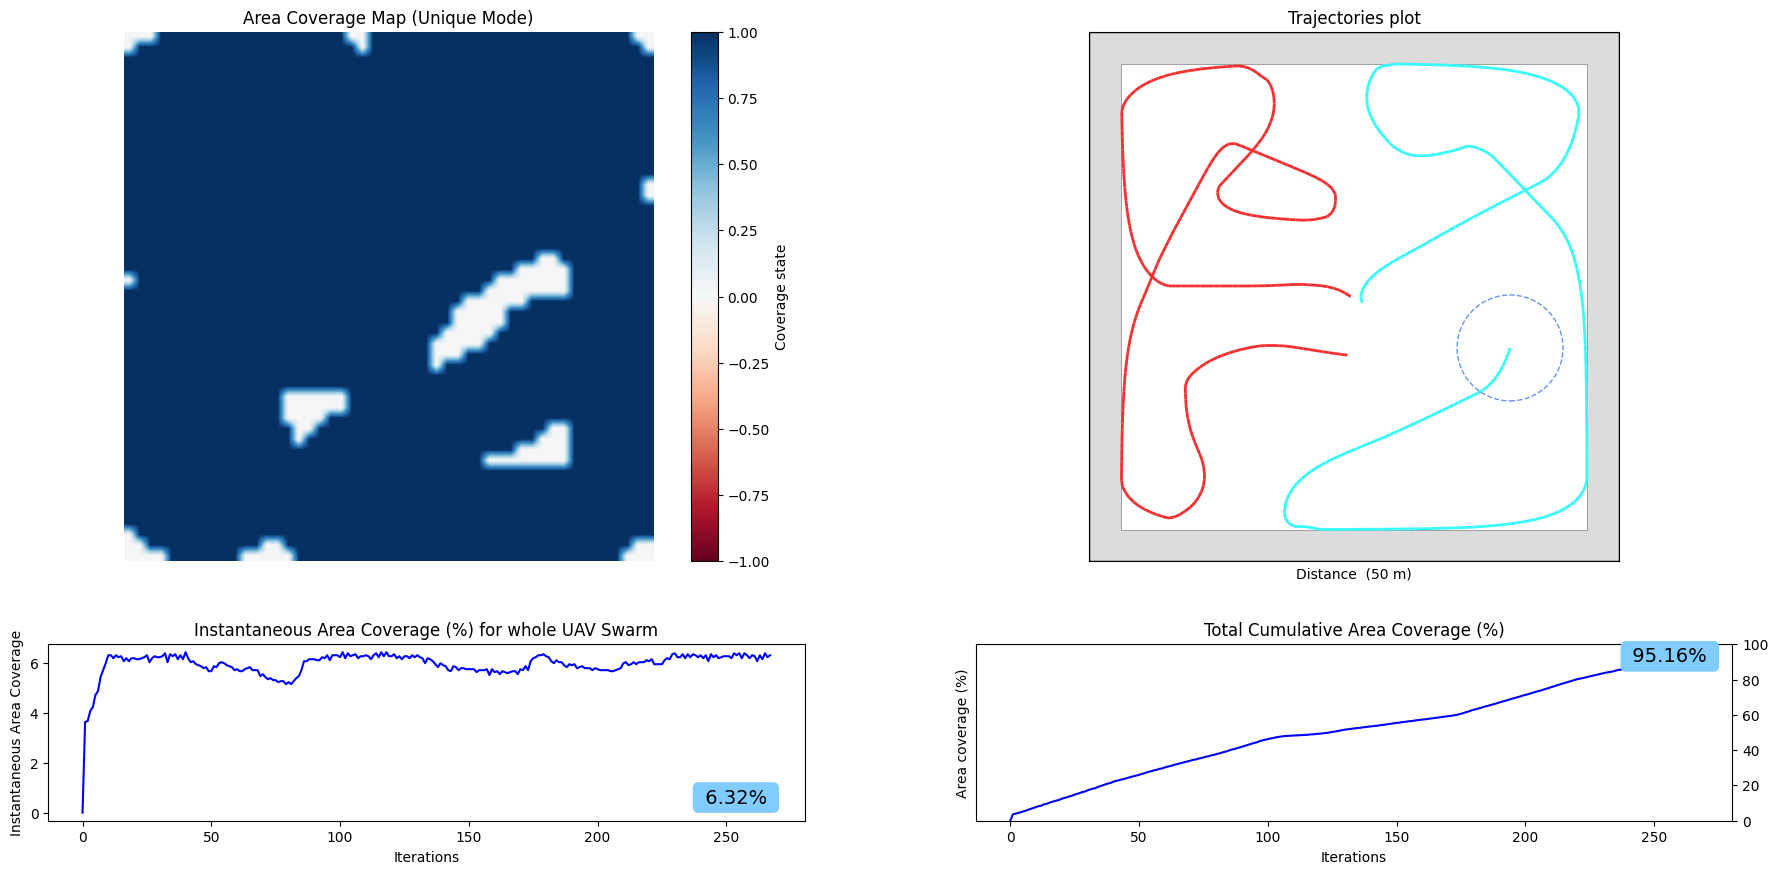 Area Coverage Map (Unique Mode)
1.00
0.75
0.50
0.25
0.00
−0.25
−0.50
−0.75
−1.00
Coverage state
Trajectories plot
Distance  (50 m)
Instantaneous Area Coverage (%) for whole UAV Swarm
Instantaneous Area Coverage
6
4
2
0
6.32%
0 50 100 150 200 250
Iterations
Total Cumulative Area Coverage (%)
Area coverage (%)
95.16%
100
80
60
40
20
0
0 50 100 150 200 250
Iterations